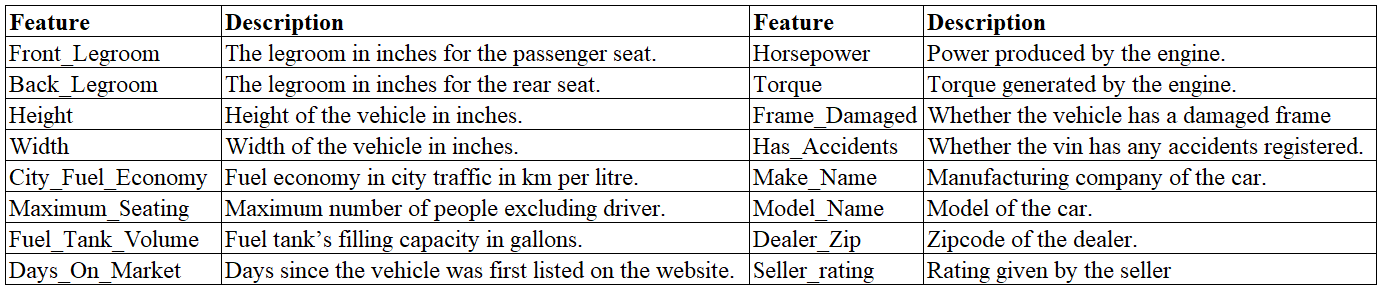 Feature Description Feature Description
Front_Legroom The legroom in inches for the passenger seat. Horsepower Power produced by the engine.
Back_Legroom The legroom in inches for the rear seat. Torque Torque generated by the engine.
Height Height of the vehicle in inches. Frame_Damaged Whether the vehicle has a damaged frame
Width Width of the vehicle in inches. Has_Accidents Whether the vin has any accidents registered.
City_Fuel_Economy Fuel economy in city traffic in km per litre. Make_Name Manufacturing company of the car.
Maximum_Seating Maximum number of people excluding driver. Model_Name Model of the car.
Fuel_Tank_Volume Fuel tank’s filling capacity in gallons. Dealer_Zip Zipcode of the dealer.
Days_On_Market Days since the vehicle was first listed on the website. Seller_rating Rating given by the seller